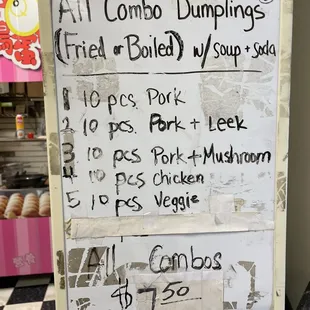 All Combo Dumplings
(Fried or Boiled) w/ Soup + Soda
1 10 pcs. Pork
2 10 pcs. Pork + Leek
3 10 pcs Pork + Mushroom
4 10 pcs chicken
5 10 pcs Veggie
All Combos
$ 7.50